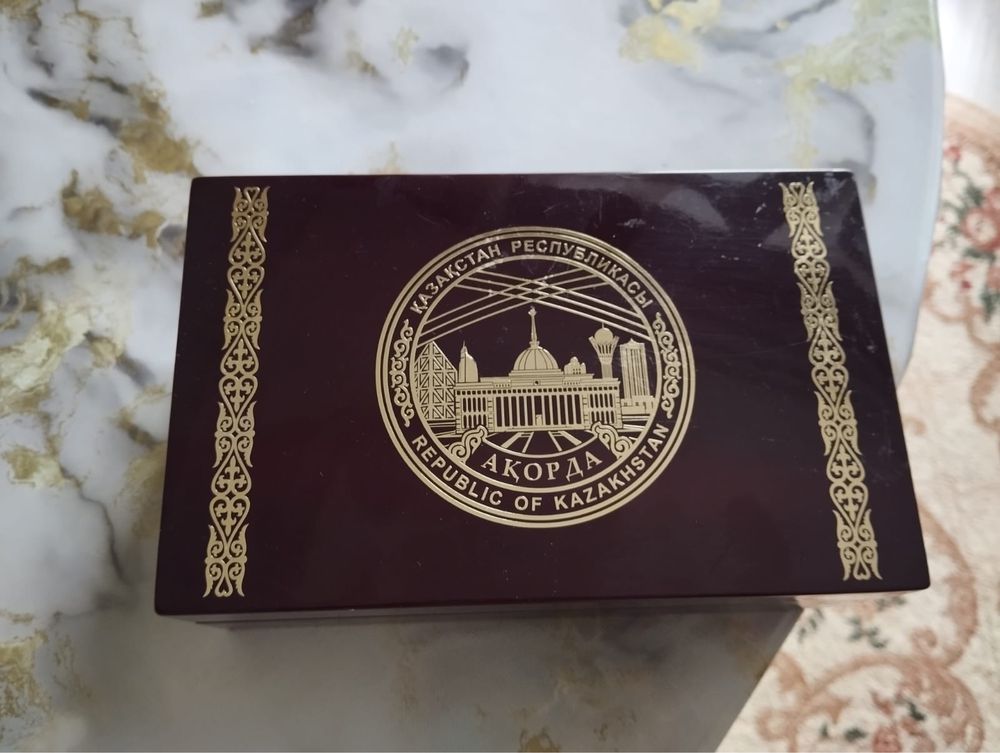 ҚАЗАҚСТАН РЕСПУБЛИКАСЫ
АҚОРДА
REPUBLIC OF KAZAKHSTAN